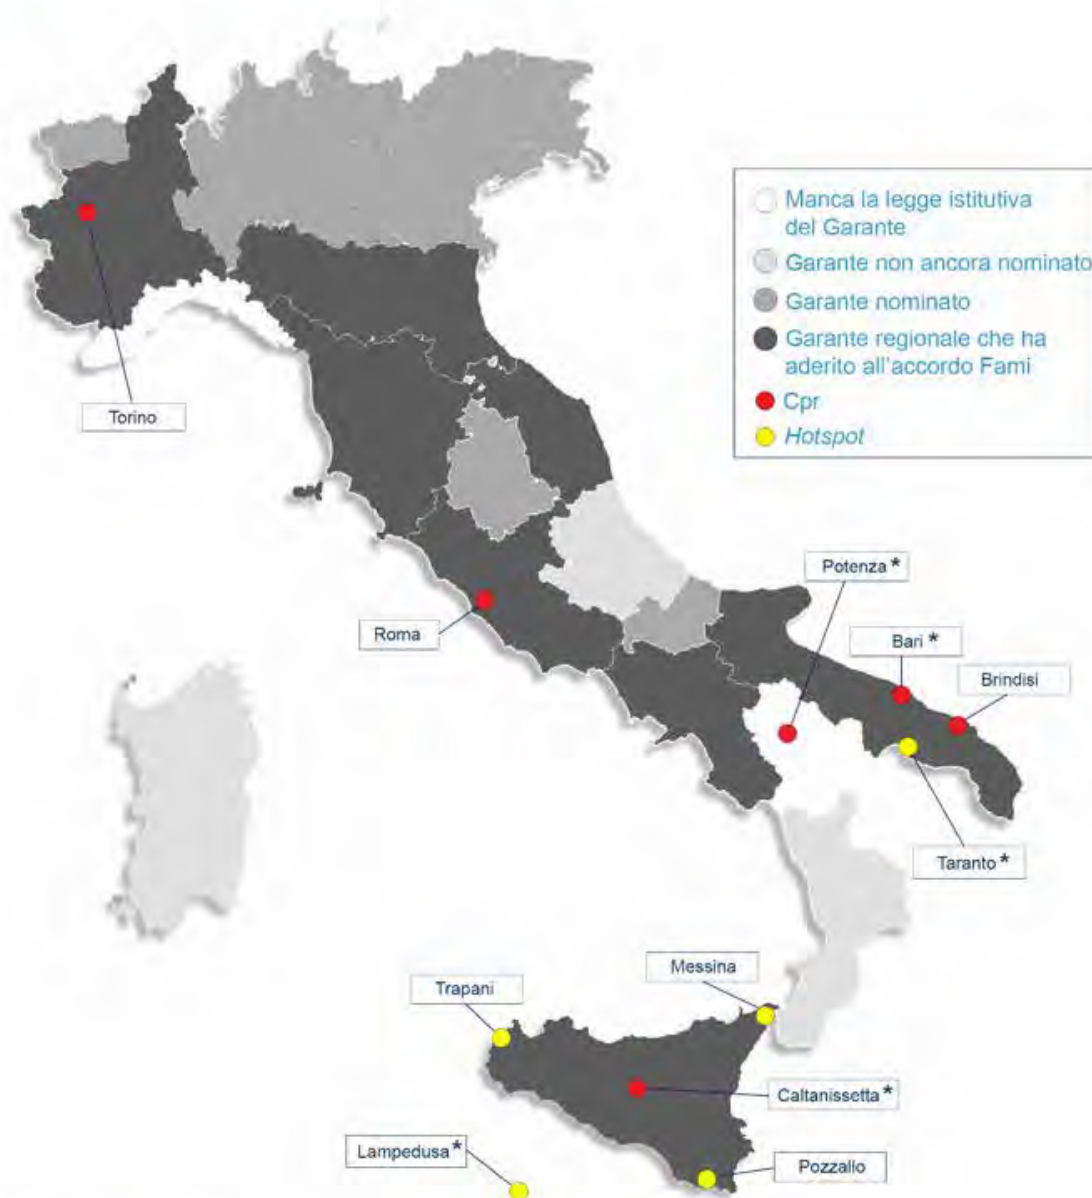 Manca la legge istitutiva
del Garante
Garante non ancora nominato
Garante nominato
Garante regionale che ha
aderito all'accordo Fami
Cpr
Hotspot
Torino
Potenza *
Roma
Bari *
Brindisi
Taranto *
Messina
Trapani
Caltanissetta *
Lampedusa *
Pozzallo